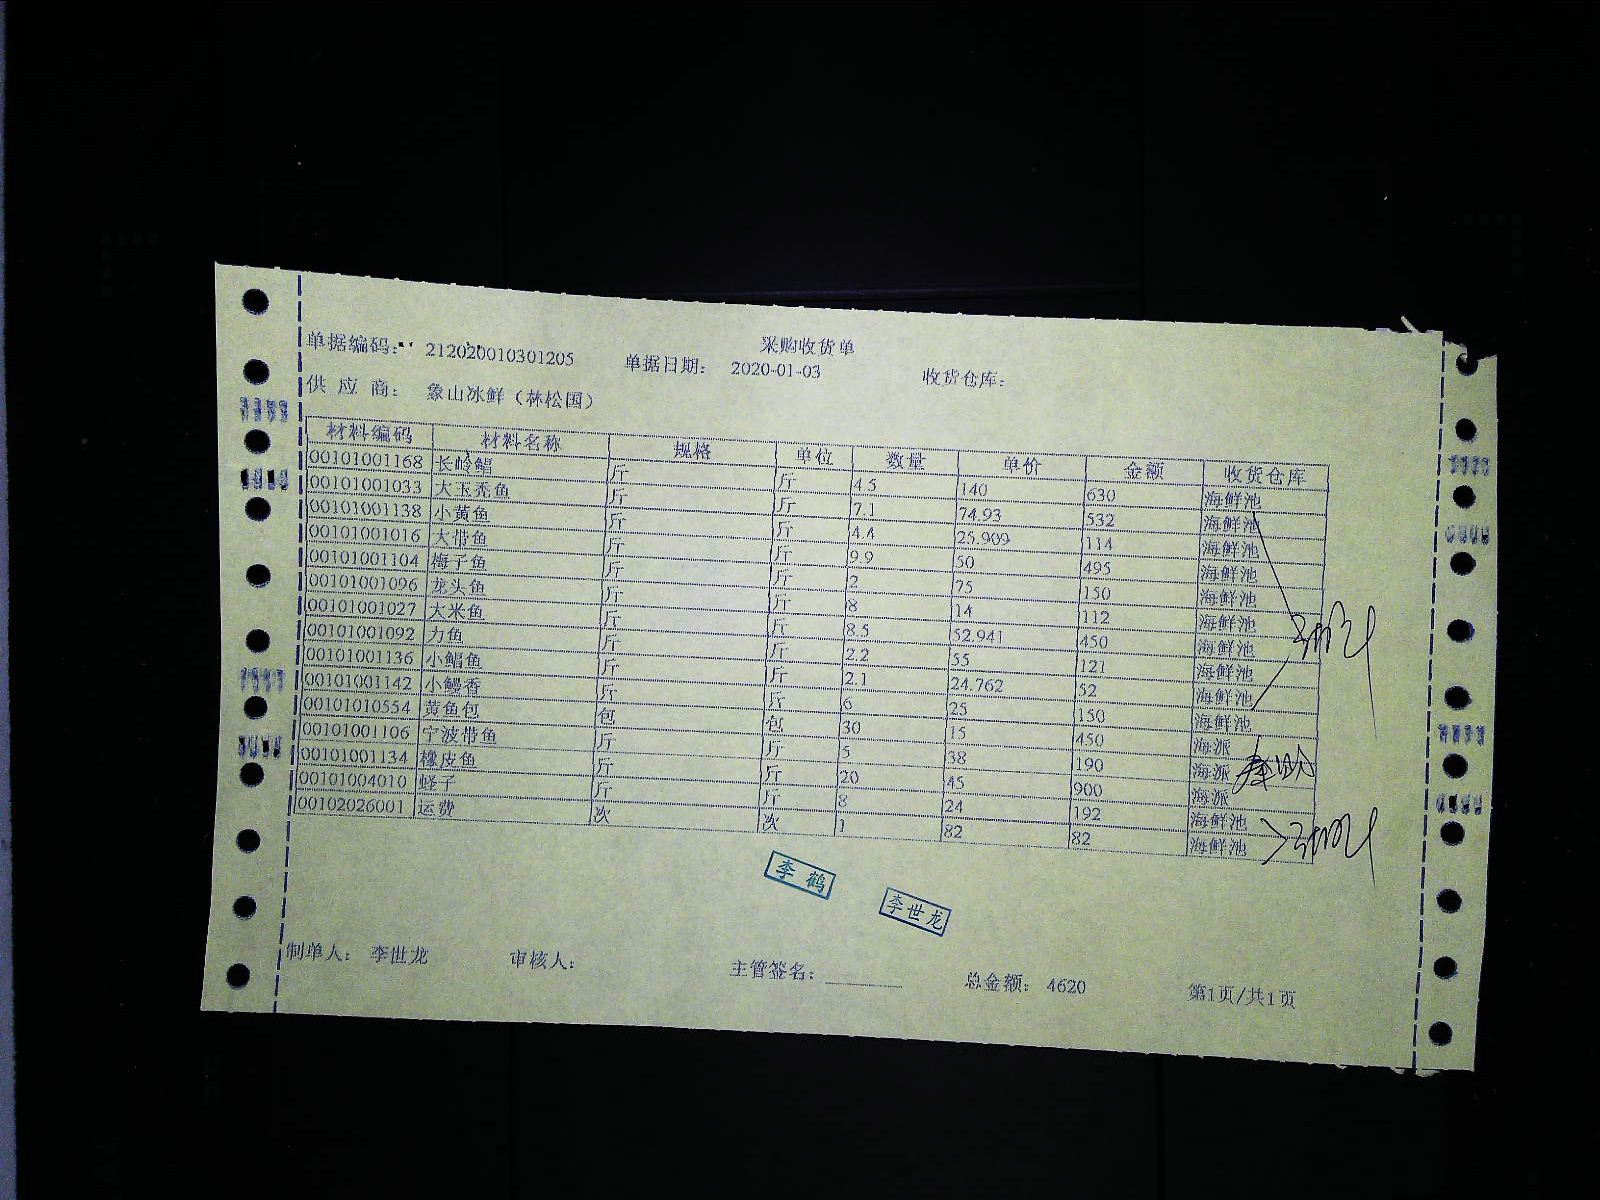 采购收货单
单据编码： 212020010301205 单据日期： 2020-01-03 收货仓库：
供 应 商： 象山冰鲜（林松国）
材料编码 材料名称 规格 单位 数量 单价 金额 收货仓库
00101001168 长岭鲳 斤 斤 4.5 140 630 海鲜池
00101001033 大玉秃鱼 斤 斤 7.1 74.93 532 海鲜池
00101001138 小黄鱼 斤 斤 4.4 25.909 114 海鲜池
00101001016 大带鱼 斤 斤 9.9 50 495 海鲜池
00101001104 梅子鱼 斤 斤 2 75 150 海鲜池
00101001096 龙头鱼 斤 斤 8 14 112 海鲜池
00101001027 大米鱼 斤 斤 8.5 52.941 450 海鲜池
00101001092 力鱼 斤 斤 2.2 55 121 海鲜池
00101001136 小鲳鱼 斤 斤 2.1 24.762 52 海鲜池
00101001142 小鳗香 斤 斤 6 25 150 海鲜池
00101010554 黄鱼包 包 包 30 15 450 海派
00101001106 宁波带鱼 斤 斤 5 38 190 海派
00101001134 橡皮鱼 斤 斤 20 45 900 海派
00101004010 蛏子 斤 斤 8 24 192 海鲜池
00102026001 运费 次 次 1 82 82 海鲜池
李鹤
李世龙
制单人： 李世龙 审核人： 主管签名： 总金额： 4620 第1页/共1页